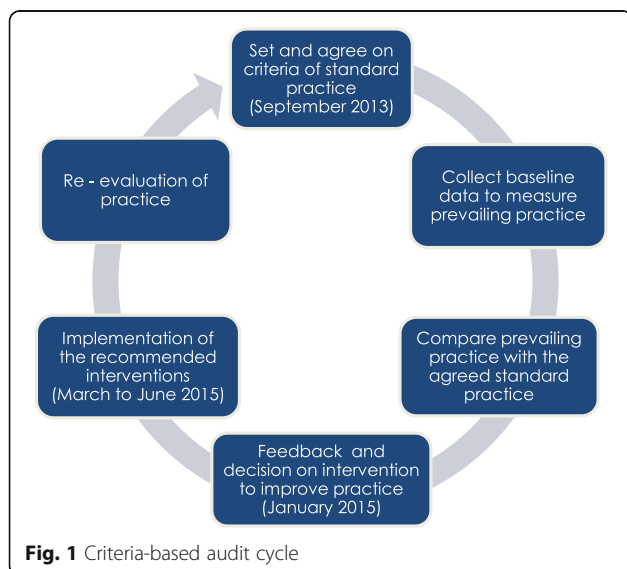 Set and agree on
criteria of standard
practice
(September 2013)
Collect baseline
data to measure
prevailing practice
Compare prevailing
practice with the
agreed standard
practice
Feedback and
decision on intervention
to improve practice
(January 2015)
Implementation of
the recommended
interventions
(March to June 2015)
Re - evaluation of
practice
Fig. 1 Criteria-based audit cycle